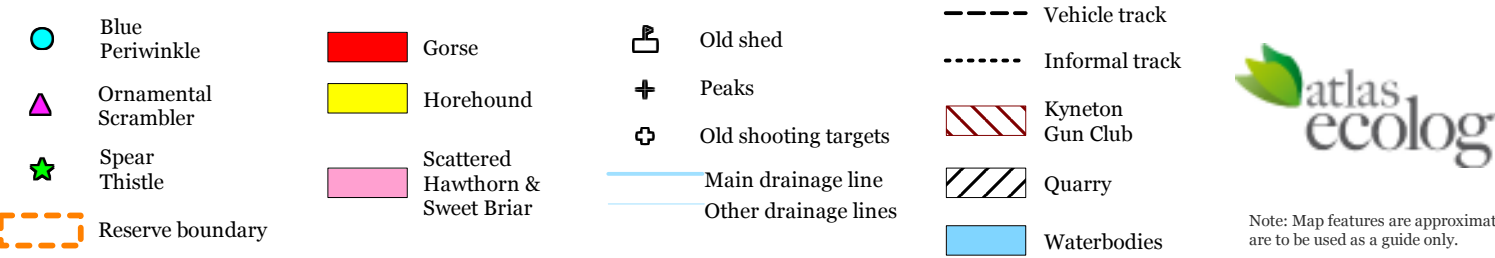 Blue
Periwinkle
Ornamental
Scrambler
Spear
Thistle
Reserve boundary
Gorse
Horehound
Scattered
Hawthorn &
Sweet Briar
Old shed
Peaks
Old shooting targets
Main drainage line
Other drainage lines
Vehicle track
Informal track
Kyneton
Gun Club
Quarry
Waterbodies
atlas
ecolog
Note: Map features are approximat
are to be used as a guide only.